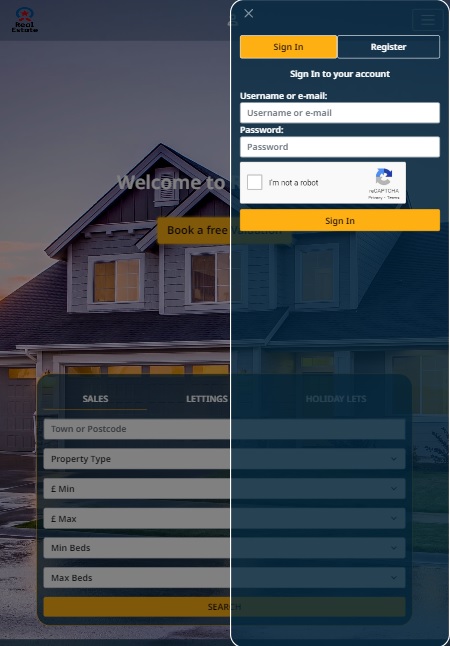 Real
Estate
Sign In
Register
Sign In to your account
Username or e-mail:
Username or e-mail
Password:
Password
I'm not a robot
reCAPTCHA
Privacy - Terms
Sign In
Welcome to
Book a free Valuation
SALES
LETTINGS
HOLIDAY LETS
Town or Postcode
Property Type
£ Min
£ Max
Min Beds
Max Beds
SEARCH